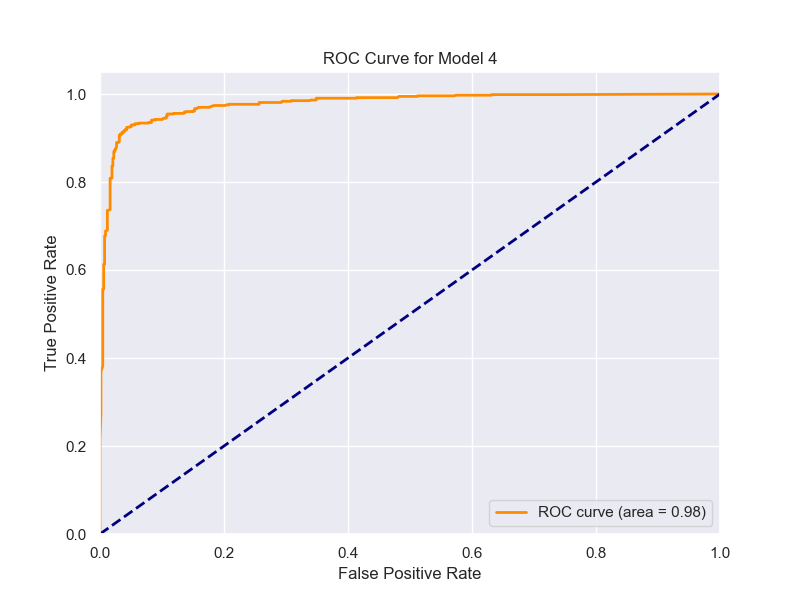 ROC Curve for Model 4
True Positive Rate
1.0
0.8
0.6
0.4
0.2
0.0
ROC curve (area = 0.98)
0.0 0.2 0.4 0.6 0.8 1.0
False Positive Rate